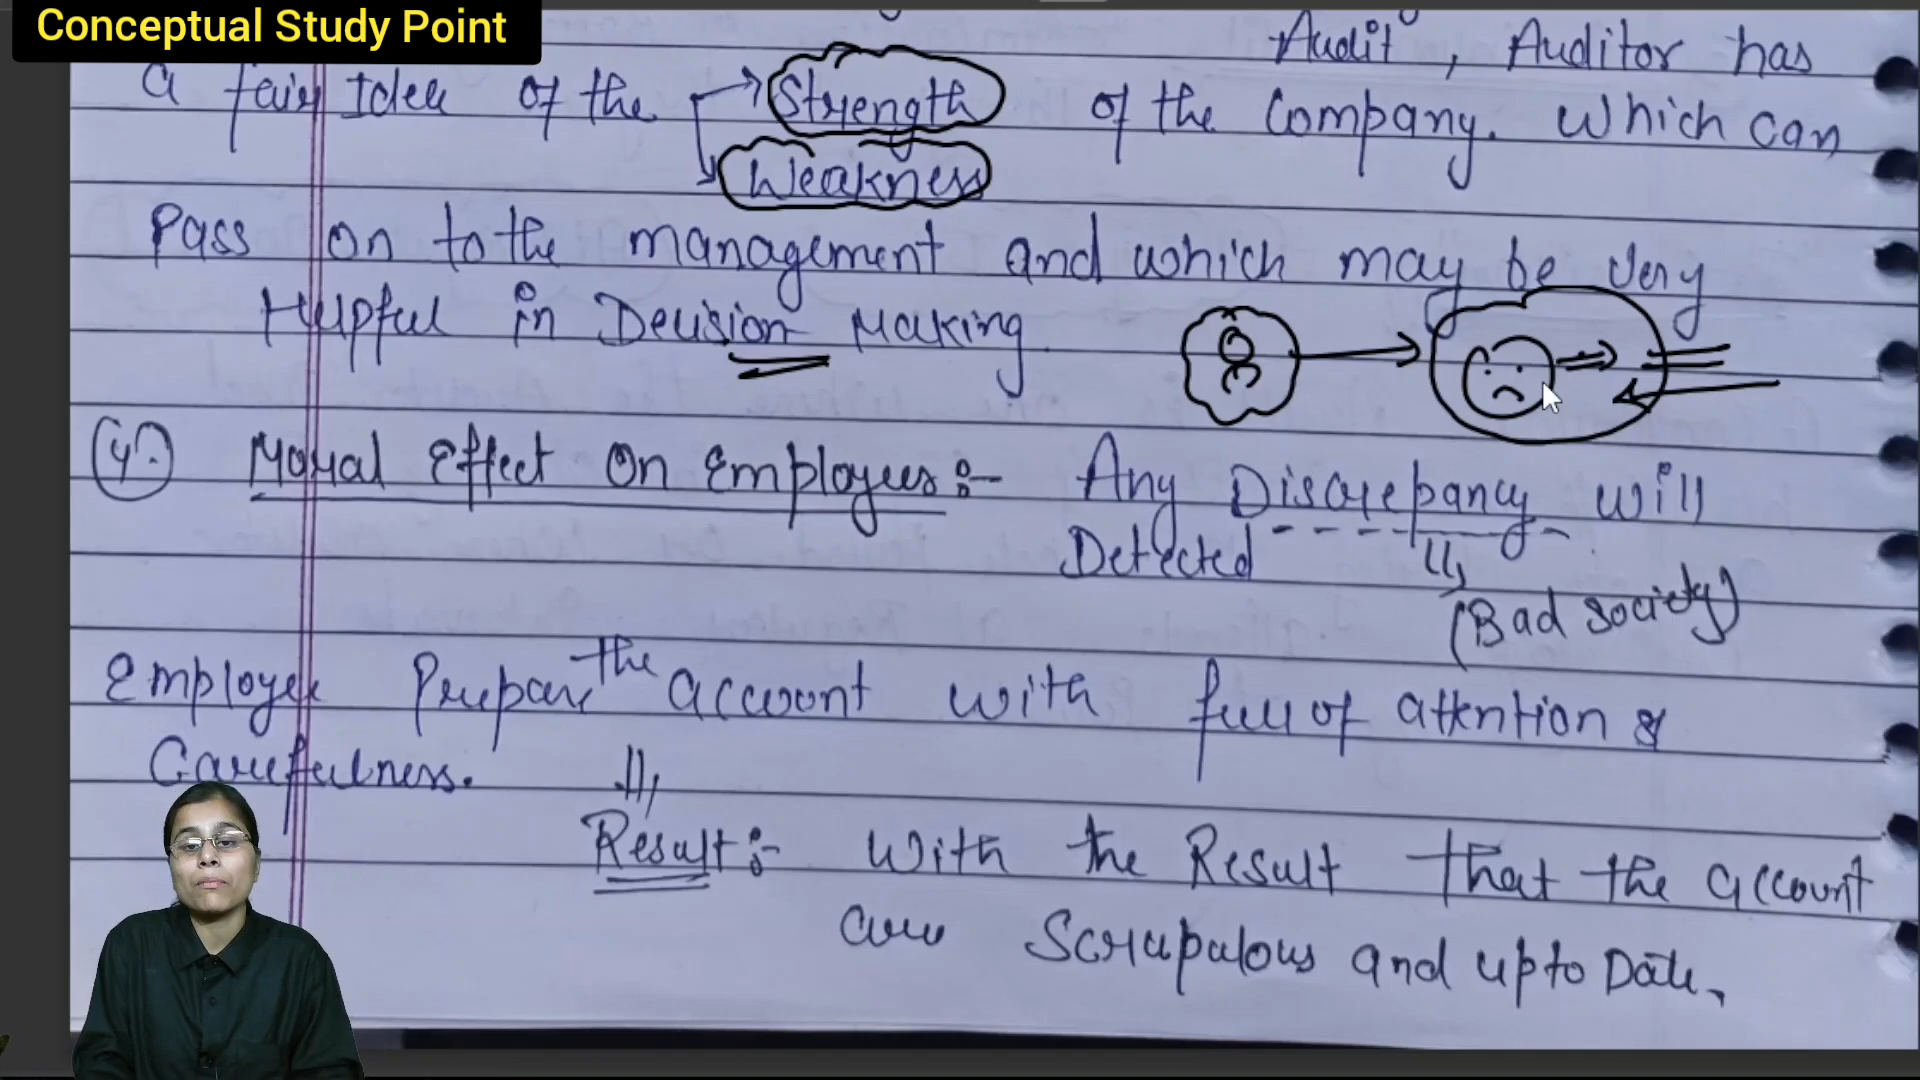 Conceptual Study Point
Audit, Auditor has
a fair Idea of the Strength of the Company. Which can
Weakness
Pass on to the management and which may be very
Helpful in Decision Making
4. Moral Effect On Employees:- Any Discrepancy will
Detected
(Bad society)
Employee Prepare the account with full of attention &
Carefulness.
Result:- With the Result that the account
are Scrupulous and upto Date.